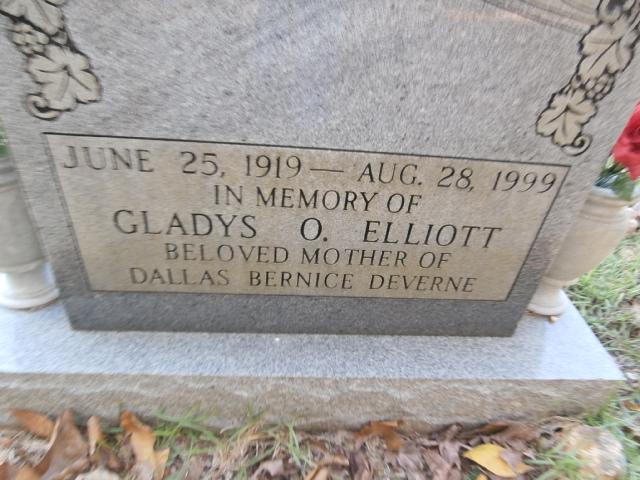 JUNE 25, 1919 — AUG. 28, 1999
IN MEMORY OF
GLADYS O. ELLIOTT
BELOVED MOTHER OF
DALLAS BERNICE DEVERNE